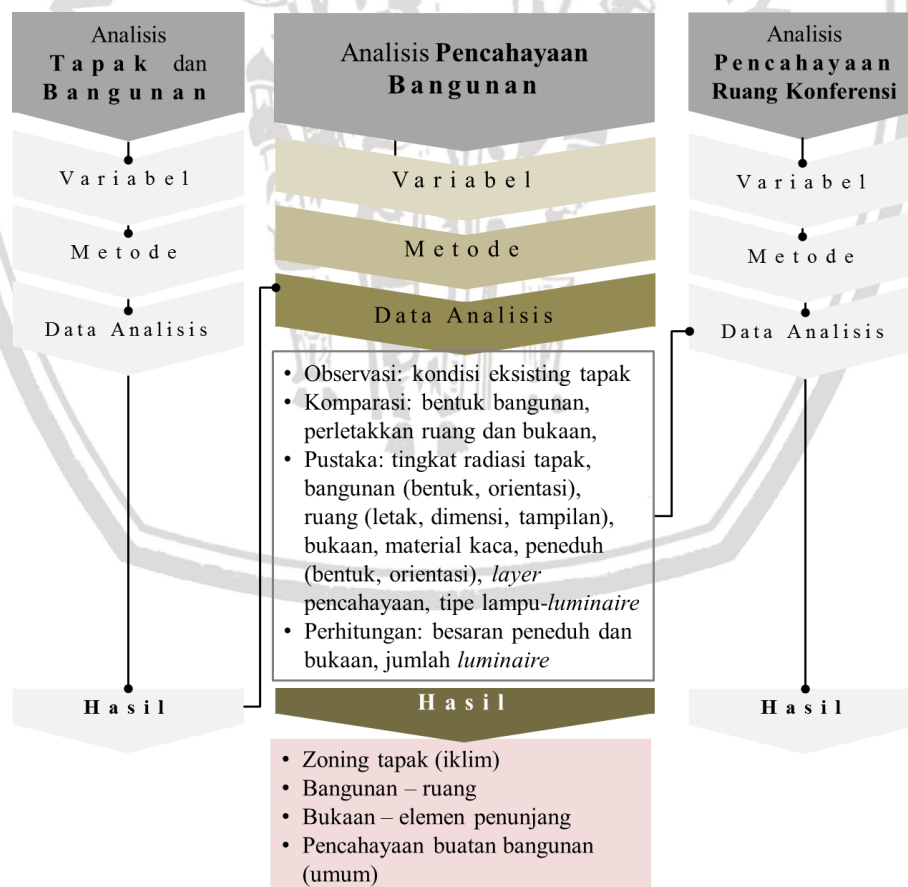 Analisis
Tapak dan
Bangunan
Variabel
Metode
Data Analisis
Hasil
Analisis Pencahayaan
Bangunan
Variabel
Metode
Data Analisis
• Observasi: kondisi eksisting tapak
• Komparasi: bentuk bangunan,
perletakkan ruang dan bukaan,
• Pustaka: tingkat radiasi tapak,
bangunan (bentuk, orientasi),
ruang (letak, dimensi, tampilan),
bukaan, material kaca, peneduh
(bentuk, orientasi), layer
pencahayaan, tipe lampu-luminaire
• Perhitungan: besaran peneduh dan
bukaan, jumlah luminaire
Hasil
• Zoning tapak (iklim)
• Bangunan – ruang
• Bukaan – elemen penunjang
• Pencahayaan buatan bangunan
(umum)
Analisis
Pencahayaan
Ruang Konferensi
Variabel
Metode
Data Analisis
Hasil